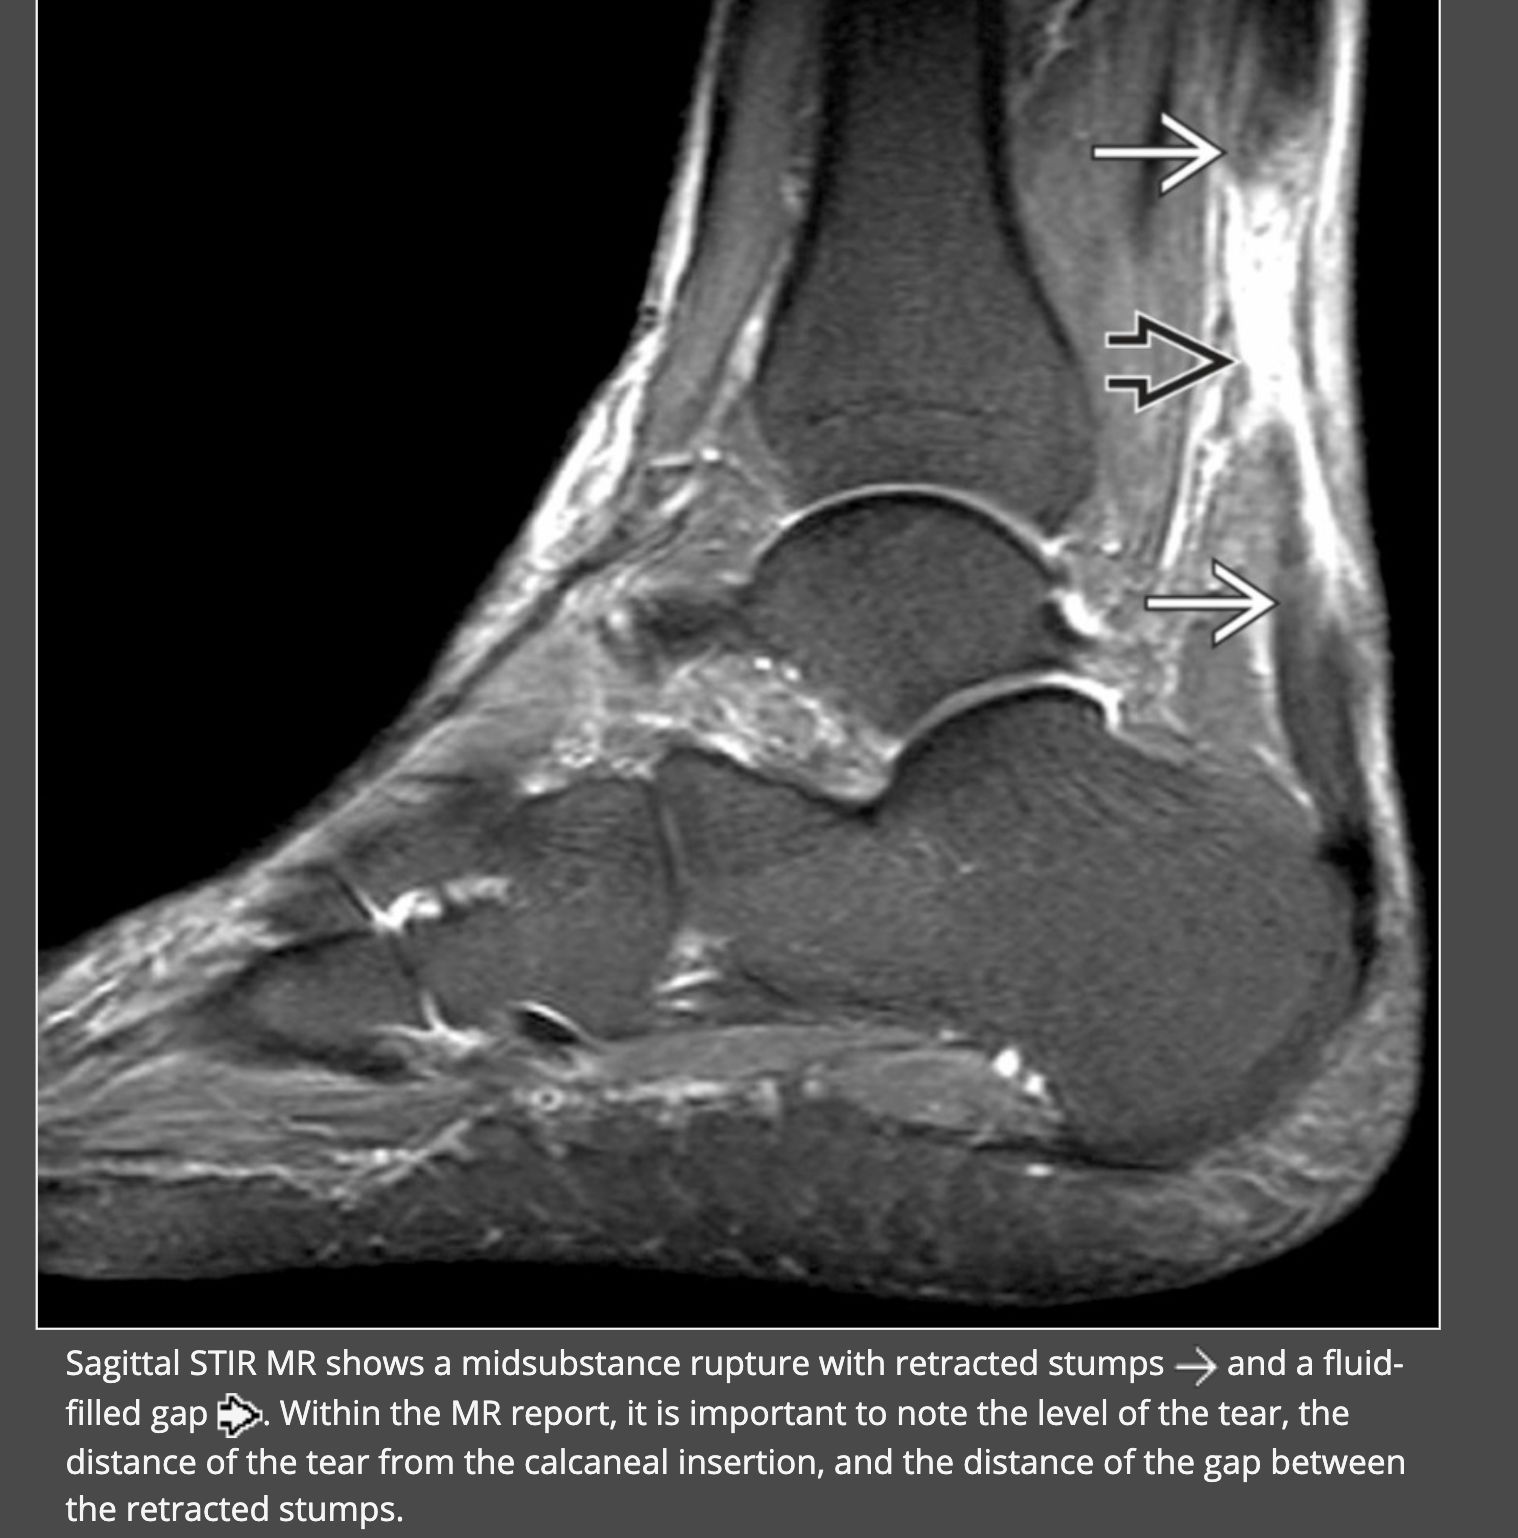 Sagittal STIR MR shows a midsubstance rupture with retracted stumps → and a fluid-
filled gap ⇨. Within the MR report, it is important to note the level of the tear, the
distance of the tear from the calcaneal insertion, and the distance of the gap between
the retracted stumps.